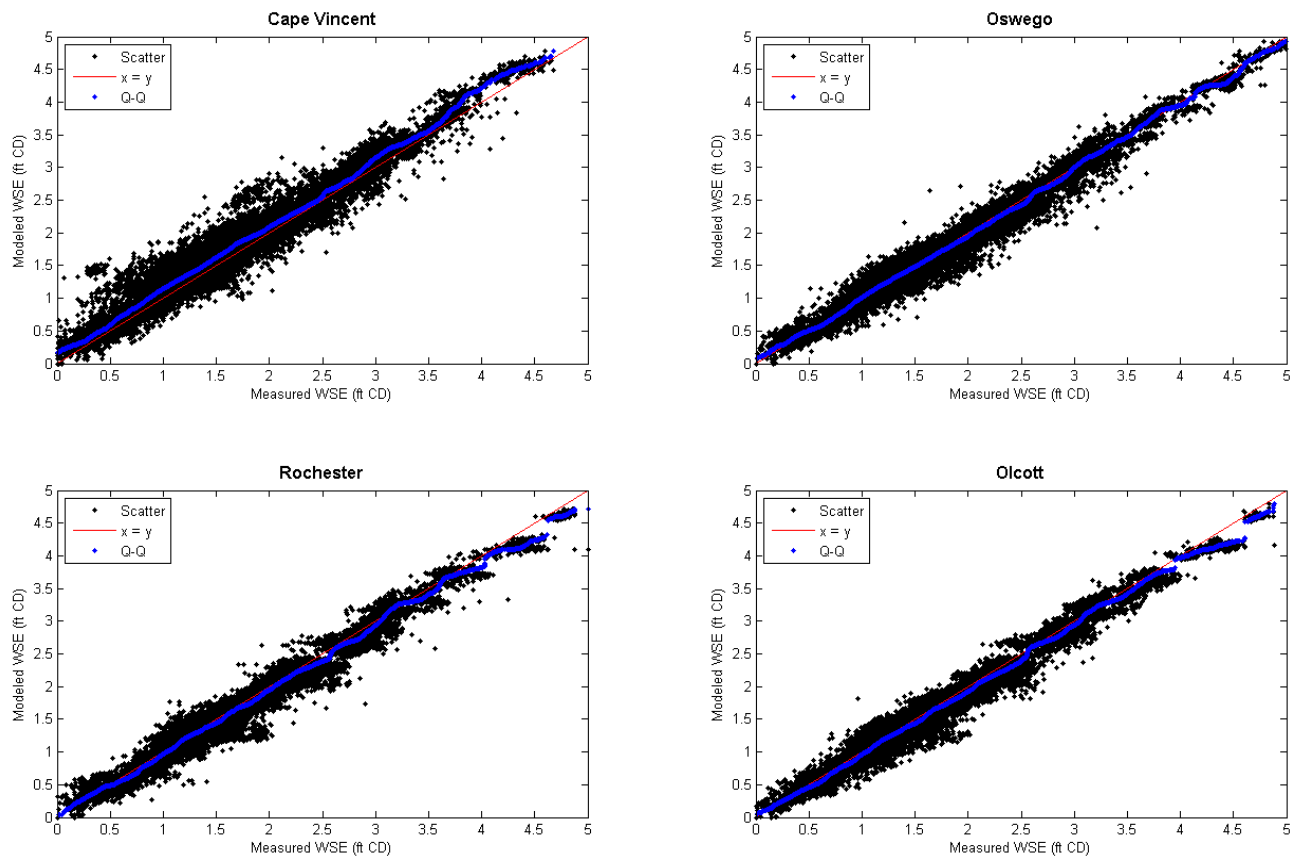 Cape Vincent
Scatter
x = y
Q-Q
5
4.5
4
3.5
3
2.5
2
1.5
1
0.5
0
Modeled WSE (ft CD)
0 0.5 1 1.5 2 2.5 3 3.5 4 4.5 5
Measured WSE (ft CD)
Oswego
Scatter
x = y
Q-Q
5
4.5
4
3.5
3
2.5
2
1.5
1
0.5
0
Modeled WSE (ft CD)
0 0.5 1 1.5 2 2.5 3 3.5 4 4.5 5
Measured WSE (ft CD)
Rochester
Scatter
x = y
Q-Q
5
4.5
4
3.5
3
2.5
2
1.5
1
0.5
0
Modeled WSE (ft CD)
0 0.5 1 1.5 2 2.5 3 3.5 4 4.5 5
Measured WSE (ft CD)
Olcott
Scatter
x = y
Q-Q
5
4.5
4
3.5
3
2.5
2
1.5
1
0.5
0
Modeled WSE (ft CD)
0 0.5 1 1.5 2 2.5 3 3.5 4 4.5 5
Measured WSE (ft CD)